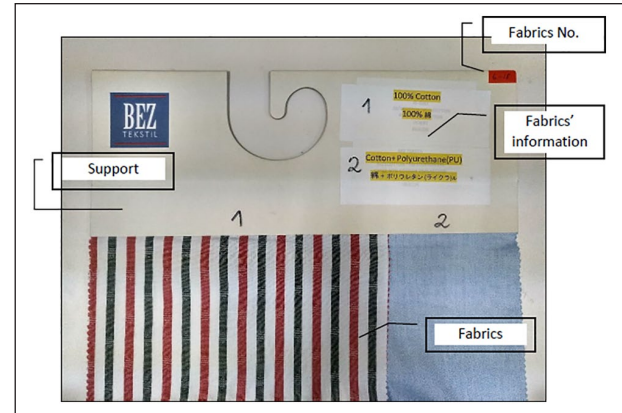 Fabrics No.
BEZ
TEKSTIL
1
100% Cotton
100% 綿
Fabrics’
information
2
Cotton+Polyurethane(PU)
綿 + ポリウレタン(ライクラ)
Support
1
2
Fabrics